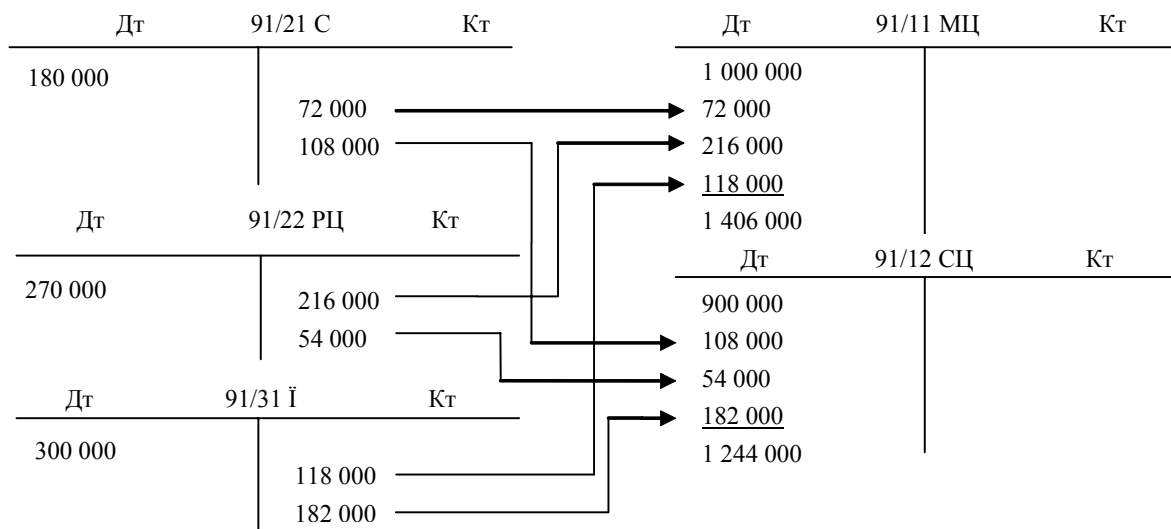 Дт 91/21 С Кт
180 000
72 000
108 000
Дт 91/22 РЦ Кт
270 000
216 000
54 000
Дт 91/31 Ї Кт
300 000
118 000
182 000
Дт 91/11 МЦ Кт
1 000 000
72 000
216 000
118 000
1 406 000
Дт 91/12 СЦ Кт
900 000
108 000
54 000
182 000
1 244 000